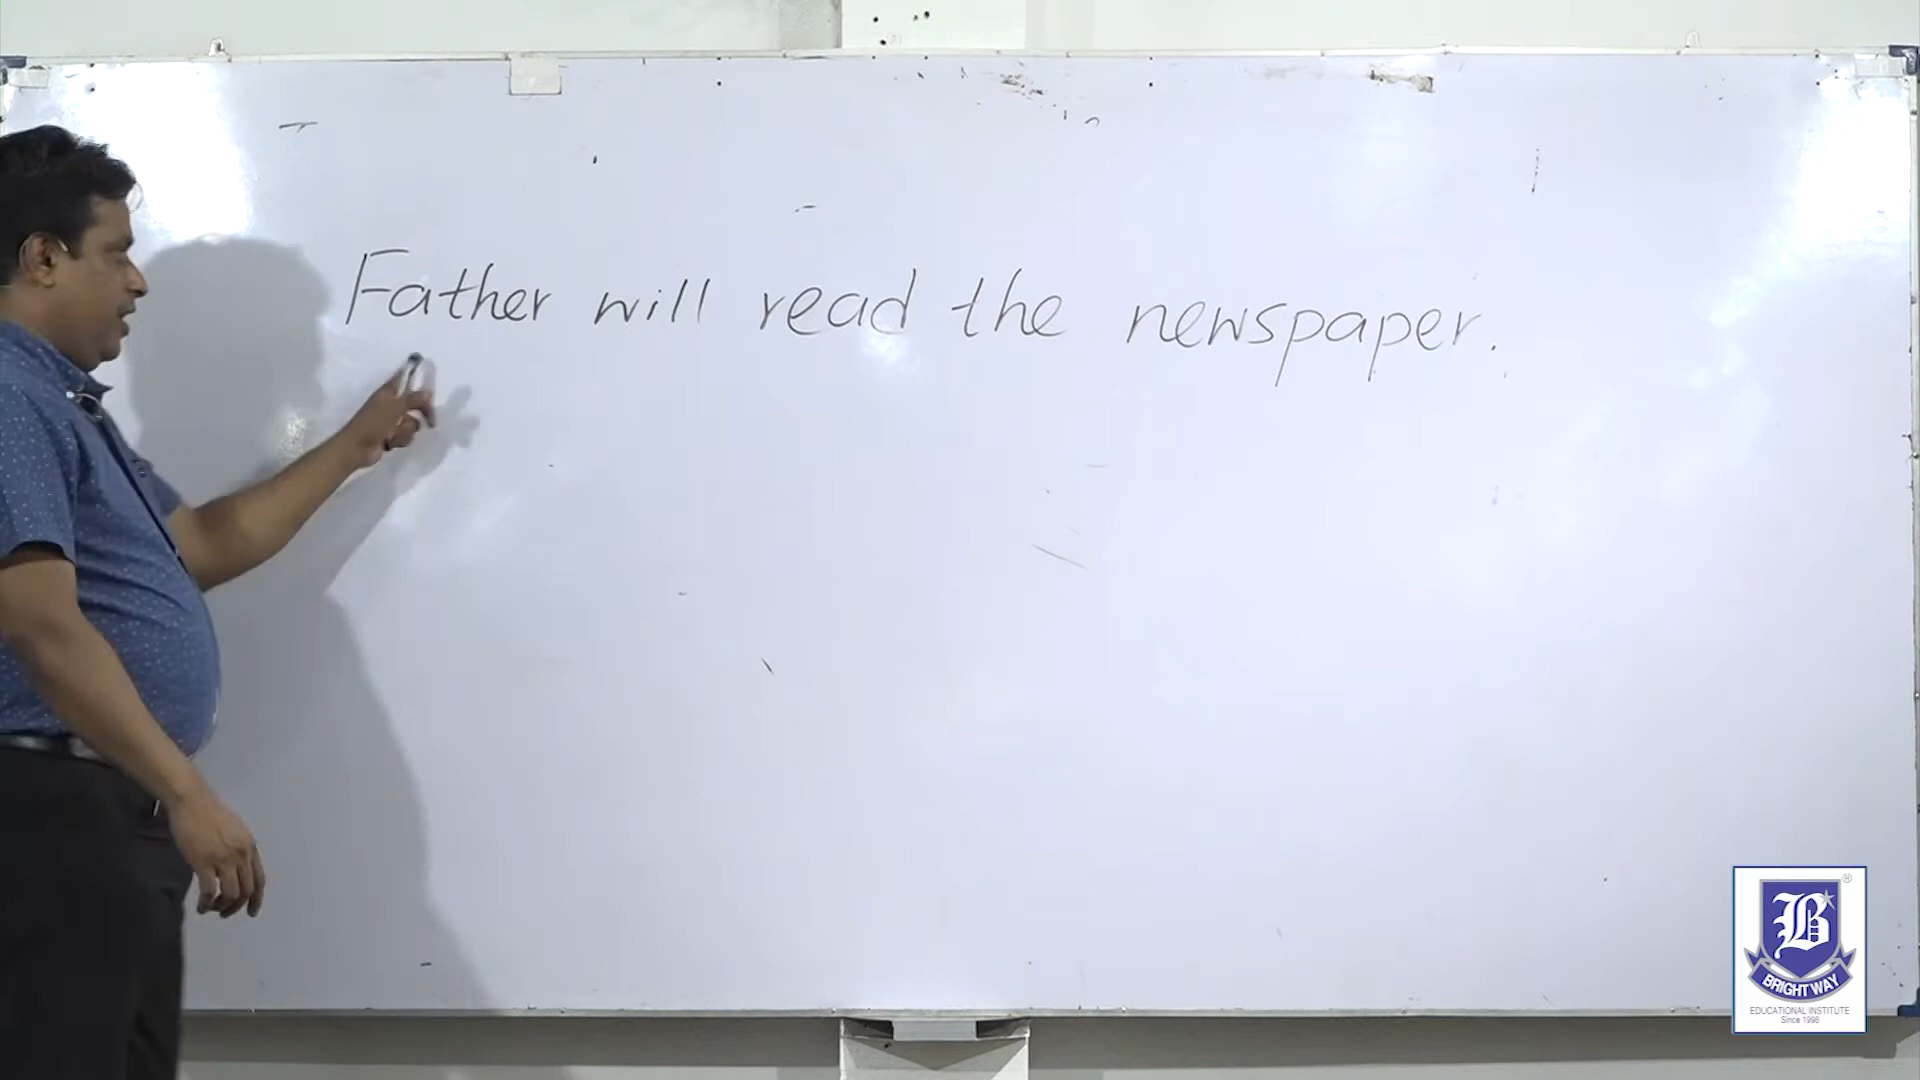 Father will read the newspaper.
B
®
BRIGHT WAY
EDUCATIONAL INSTITUTE
Since 1996